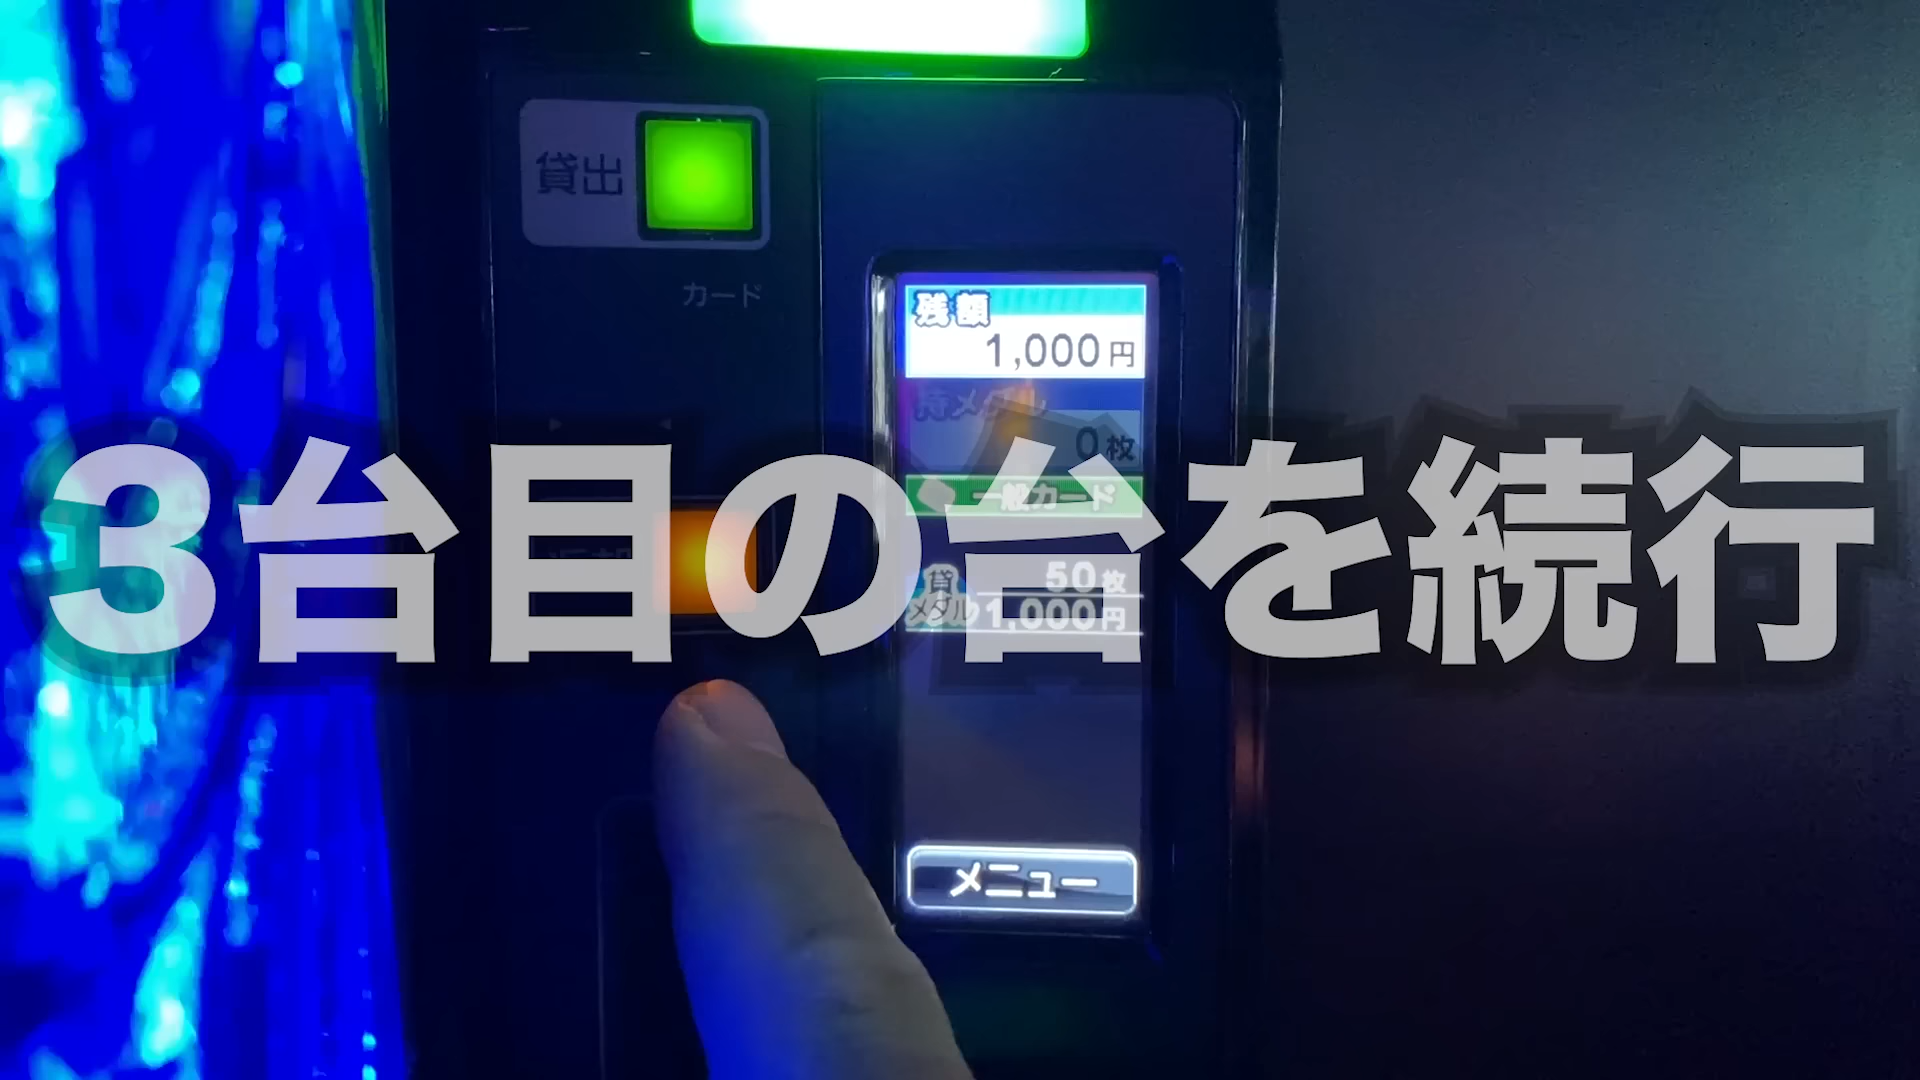 貸出
カード
残額
1,000円
持メダル
0枚
一般カード
3台目の台を続行
貸メダル
50枚
1,000円
メニュー